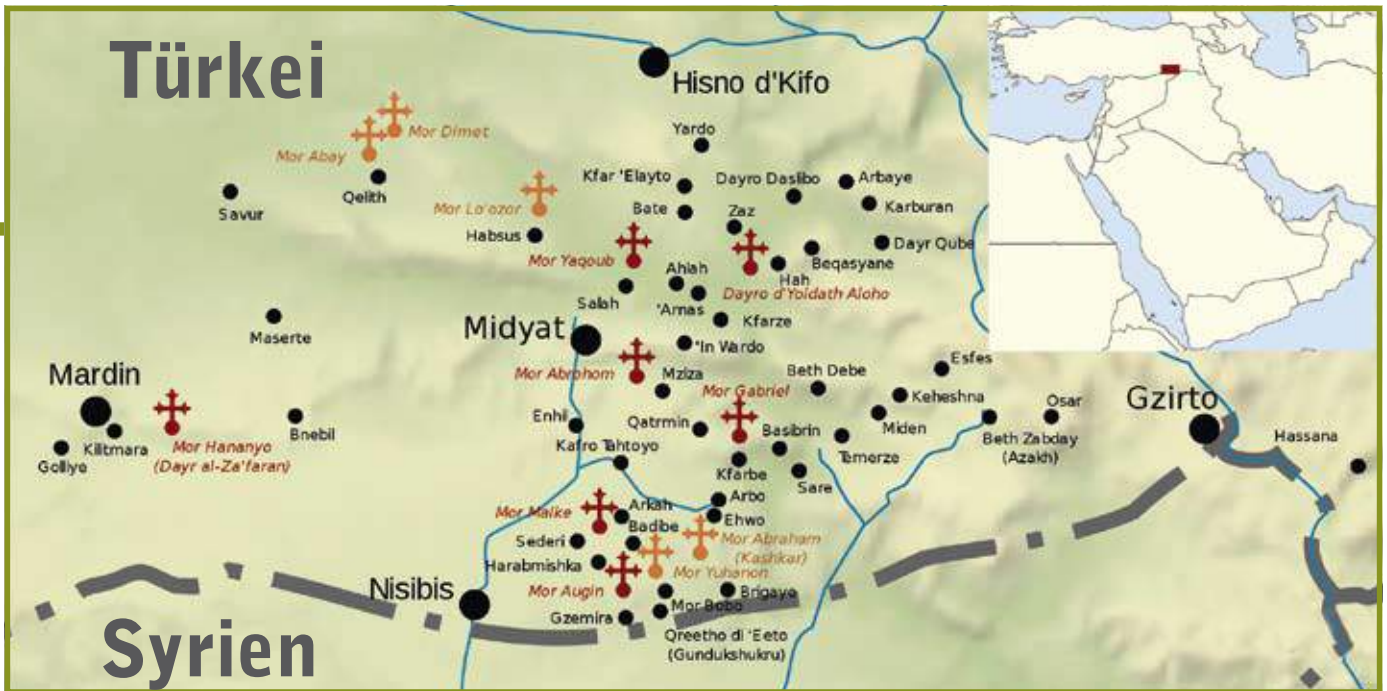 Türkei
Hisno d'Kifo
Mor Dimet
Mor Abay
Yardo
Qelith
Savur
Kfar 'Elayto
Dayro Daslibo
Arbaye
Mor Lo'ozor
Bate
Karburan
Zaz
Habsus
Dayr Qube
Mor Yaqoub
Beqasyane
Ahlah
Hah
Dayro d'Yoldath Aloho
Salah
'Arnas
Kfarze
Midyat
Maserte
'In Wardo
Mor Abrohom
Mziza
Beth Debe
Esfes
Mardin
Mor Gabriel
Keheshna
Osar
Gzirto
Enhil
Qatrmin
Basibrin
Miden
Beth Zabday
(Azakh)
Hassana
Bnebil
Killtmara
Mor Hananyo
(Dayr al-Za'faran)
Golliye
Kafro Tahtoyo
Temerze
Kfarbe
Sare
Arbo
Mor Malke
Arkah
Ehwo
Badibe
Sederi
Mor Abraham
(Kashkar)
Harabmishka
Mor Yuhanon
Nisibis
Mor Augin
Mor Bobo
Brigaye
Gzemira
Qreetho di 'Eeto
(Gundukshukru)
Syrien